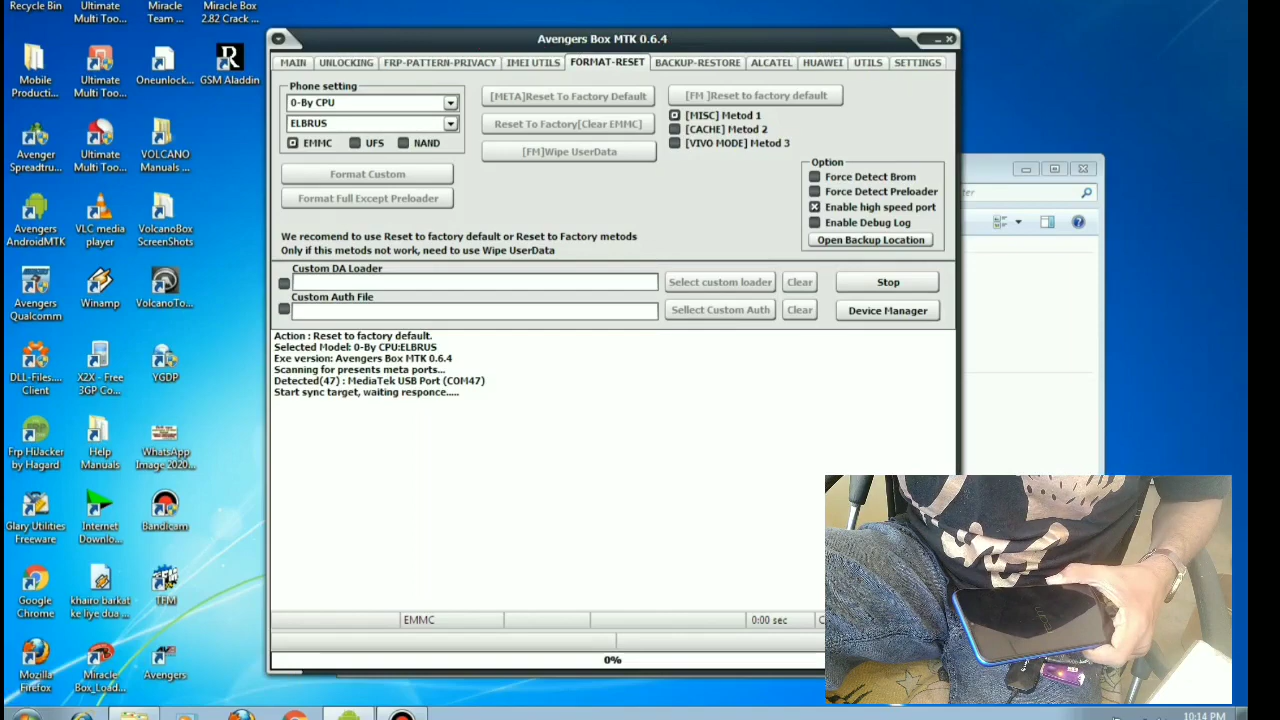 Recycle Bin
Ultimate
Multi Too...
Miracle
Team ...
Miracle Box
2.82 Crack ...
Mobile
Producti...
Ultimate
Multi Too...
Oneunlock...
GSM Aladdin
Avenger
Spreadtru...
Ultimate
Multi Too...
VOLCANO
Manuals ...
Avengers
AndroidMTK
VLC media
player
VolcanoBox
ScreenShots
Avengers
Qualcomm
Winamp
VolcanoTo...
DLL-Files....
Client
X2X - Free
3GP Co...
YGDP
Frp HiJacker
by Hagard
Help
Manuals
WhatsApp
Image 2020...
Glary Utilities
Freeware
Internet
Downlo...
Bandicam
Google
Chrome
khairo barkat
ke liye dua ...
TFM
Mozilla
Firefox
Miracle
Box_Load...
Avengers
Avengers Box MTK 0.6.4
MAIN UNLOCKING FRP-PATTERN-PRIVACY IMEI UTILS FORMAT-RESET BACKUP-RESTORE ALCATEL HUAWEI UTILS SETTINGS
Phone setting
0-By CPU
ELBRUS
EMMC UFS NAND
Format Custom
Format Full Except Preloader
[META]Reset To Factory Default
Reset To Factory[Clear EMMC]
[FM]Wipe UserData
[FM ]Reset to factory default
[MISC] Metod 1
[CACHE] Metod 2
[VIVO MODE] Metod 3
Option
Force Detect Brom
Force Detect Preloader
Enable high speed port
Enable Debug Log
Open Backup Location
We recomend to use Reset to factory default or Reset to Factory metods
Only if this metods not work, need to use Wipe UserData
Custom DA Loader
Select custom loader Clear Stop
Custom Auth File
Sellect Custom Auth Clear Device Manager
Action : Reset to factory default.
Selected Model: 0-By CPU:ELBRUS
Exe version: Avengers Box MTK 0.6.4
Scanning for presents meta ports...
Detected(47) : MediaTek USB Port (COM47)
Start sync target, waiting responce.....
EMMC 0:00 sec
0%
10:14 PM